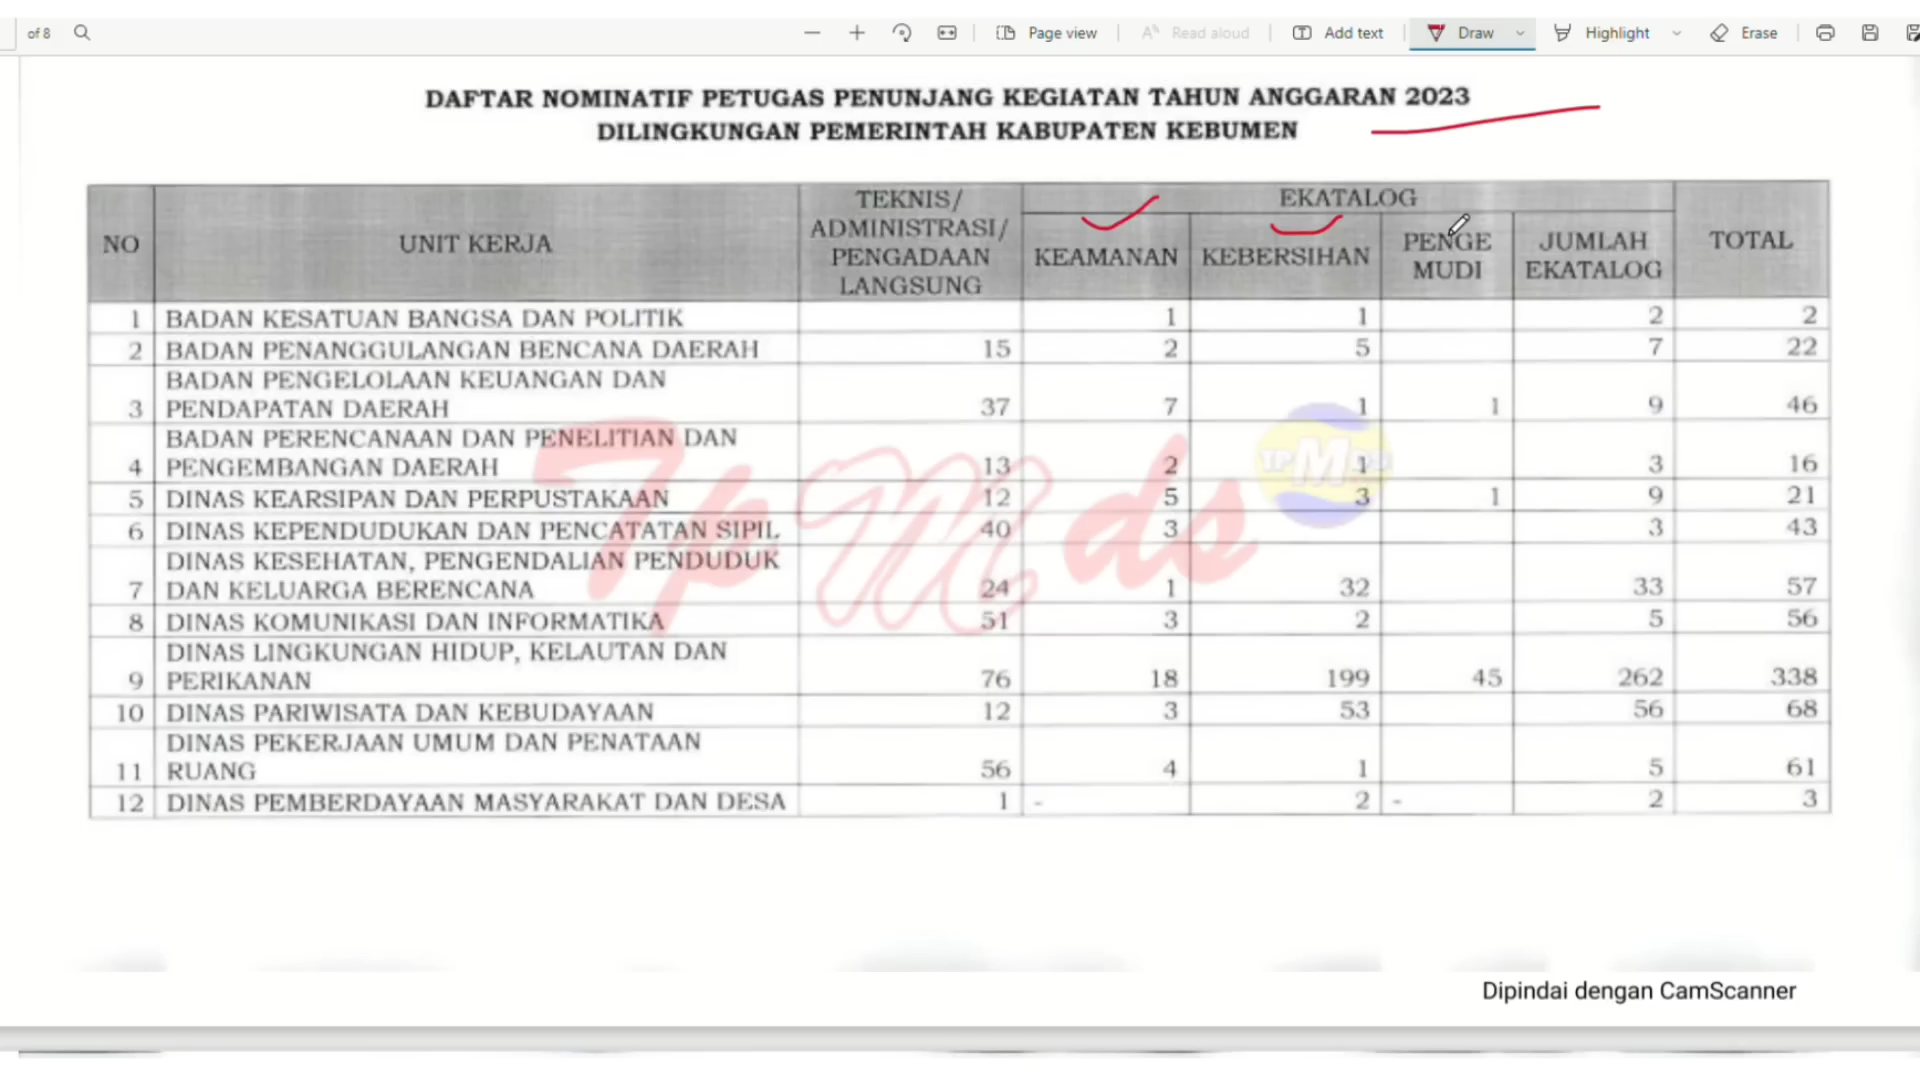 of 8
Page view
Read aloud
Add text
Draw
Highlight
Erase
DAFTAR NOMINATIF PETUGAS PENUNJANG KEGIATAN TAHUN ANGGARAN 2023
DILINGKUNGAN PEMERINTAH KABUPATEN KEBUMEN
NO UNIT KERJA TEKNIS/ ADMINISTRASI/ PENGADAAN LANGSUNG EKATALOG TOTAL
KEAMANAN KEBERSIHAN PENGE MUDI JUMLAH EKATALOG
1 BADAN KESATUAN BANGSA DAN POLITIK 1 1 2 2
2 BADAN PENANGGULANGAN BENCANA DAERAH 15 2 5 7 22
BADAN PENGELOLAAN KEUANGAN DAN
3 PENDAPATAN DAERAH 37 7 1 1 9 46
BADAN PERENCANAAN DAN PENELITIAN DAN
4 PENGEMBANGAN DAERAH 13 2 1 3 16
5 DINAS KEARSIPAN DAN PERPUSTAKAAN 12 5 3 1 9 21
6 DINAS KEPENDUDUKAN DAN PENCATATAN SIPIL 40 3 3 43
DINAS KESEHATAN, PENGENDALIAN PENDUDUK
7 DAN KELUARGA BERENCANA 24 1 32 33 57
8 DINAS KOMUNIKASI DAN INFORMATIKA 51 3 2 5 56
DINAS LINGKUNGAN HIDUP, KELAUTAN DAN
9 PERIKANAN 76 18 199 45 262 338
10 DINAS PARIWISATA DAN KEBUDAYAAN 12 3 53 56 68
DINAS PEKERJAAN UMUM DAN PENATAAN
11 RUANG 56 4 1 5 61
12 DINAS PEMBERDAYAAN MASYARAKAT DAN DESA 1 - 2 - 2 3
TpMds
TPMDS
Dipindai dengan CamScanner